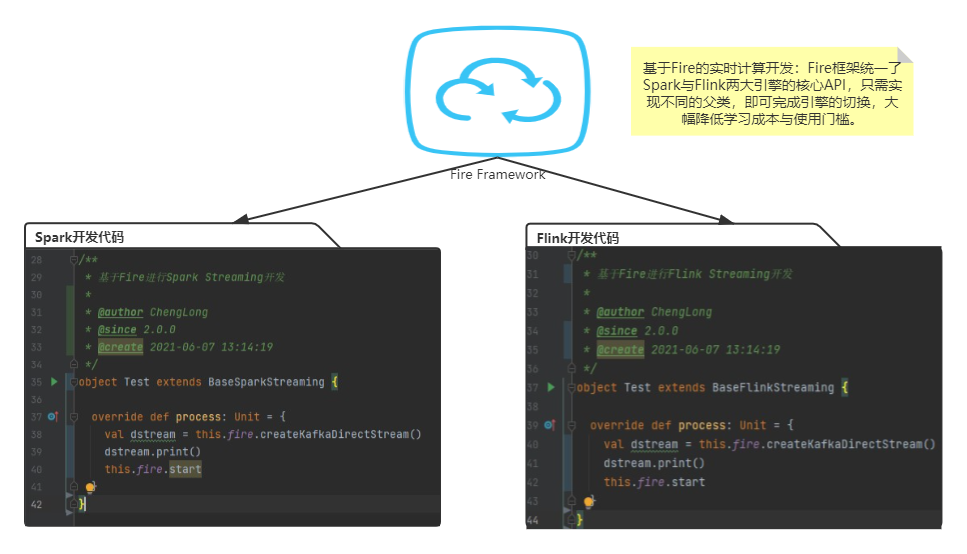 基于Fire的实时计算开发：Fire框架统一了
Spark与Flink两大引擎的核心API，只需实
现不同的父类，即可完成引擎的切换，大
幅降低学习成本与使用门槛。
Fire Framework
Spark开发代码
28 /**
29 * 基于Fire进行Spark Streaming开发
30 *
31 * @author ChengLong
32 * @since 2.0.0
33 * @create 2021-06-07 13:14:19
34 */
35 object Test extends BaseSparkStreaming {
36
37 override def process: Unit = {
38 val dstream = this.fire.createKafkaDirectStream()
39 dstream.print()
40 this.fire.start
41 }
42 }
Flink开发代码
30 /**
31 * 基于Fire进行Flink Streaming开发
32 *
33 * @author ChengLong
34 * @since 2.0.0
35 * @create 2021-06-07 13:14:19
36 */
37 object Test extends BaseFlinkStreaming {
38
39 override def process: Unit = {
40 val dstream = this.fire.createKafkaDirectStream()
41 dstream.print()
42 this.fire.start
43 }
44 }